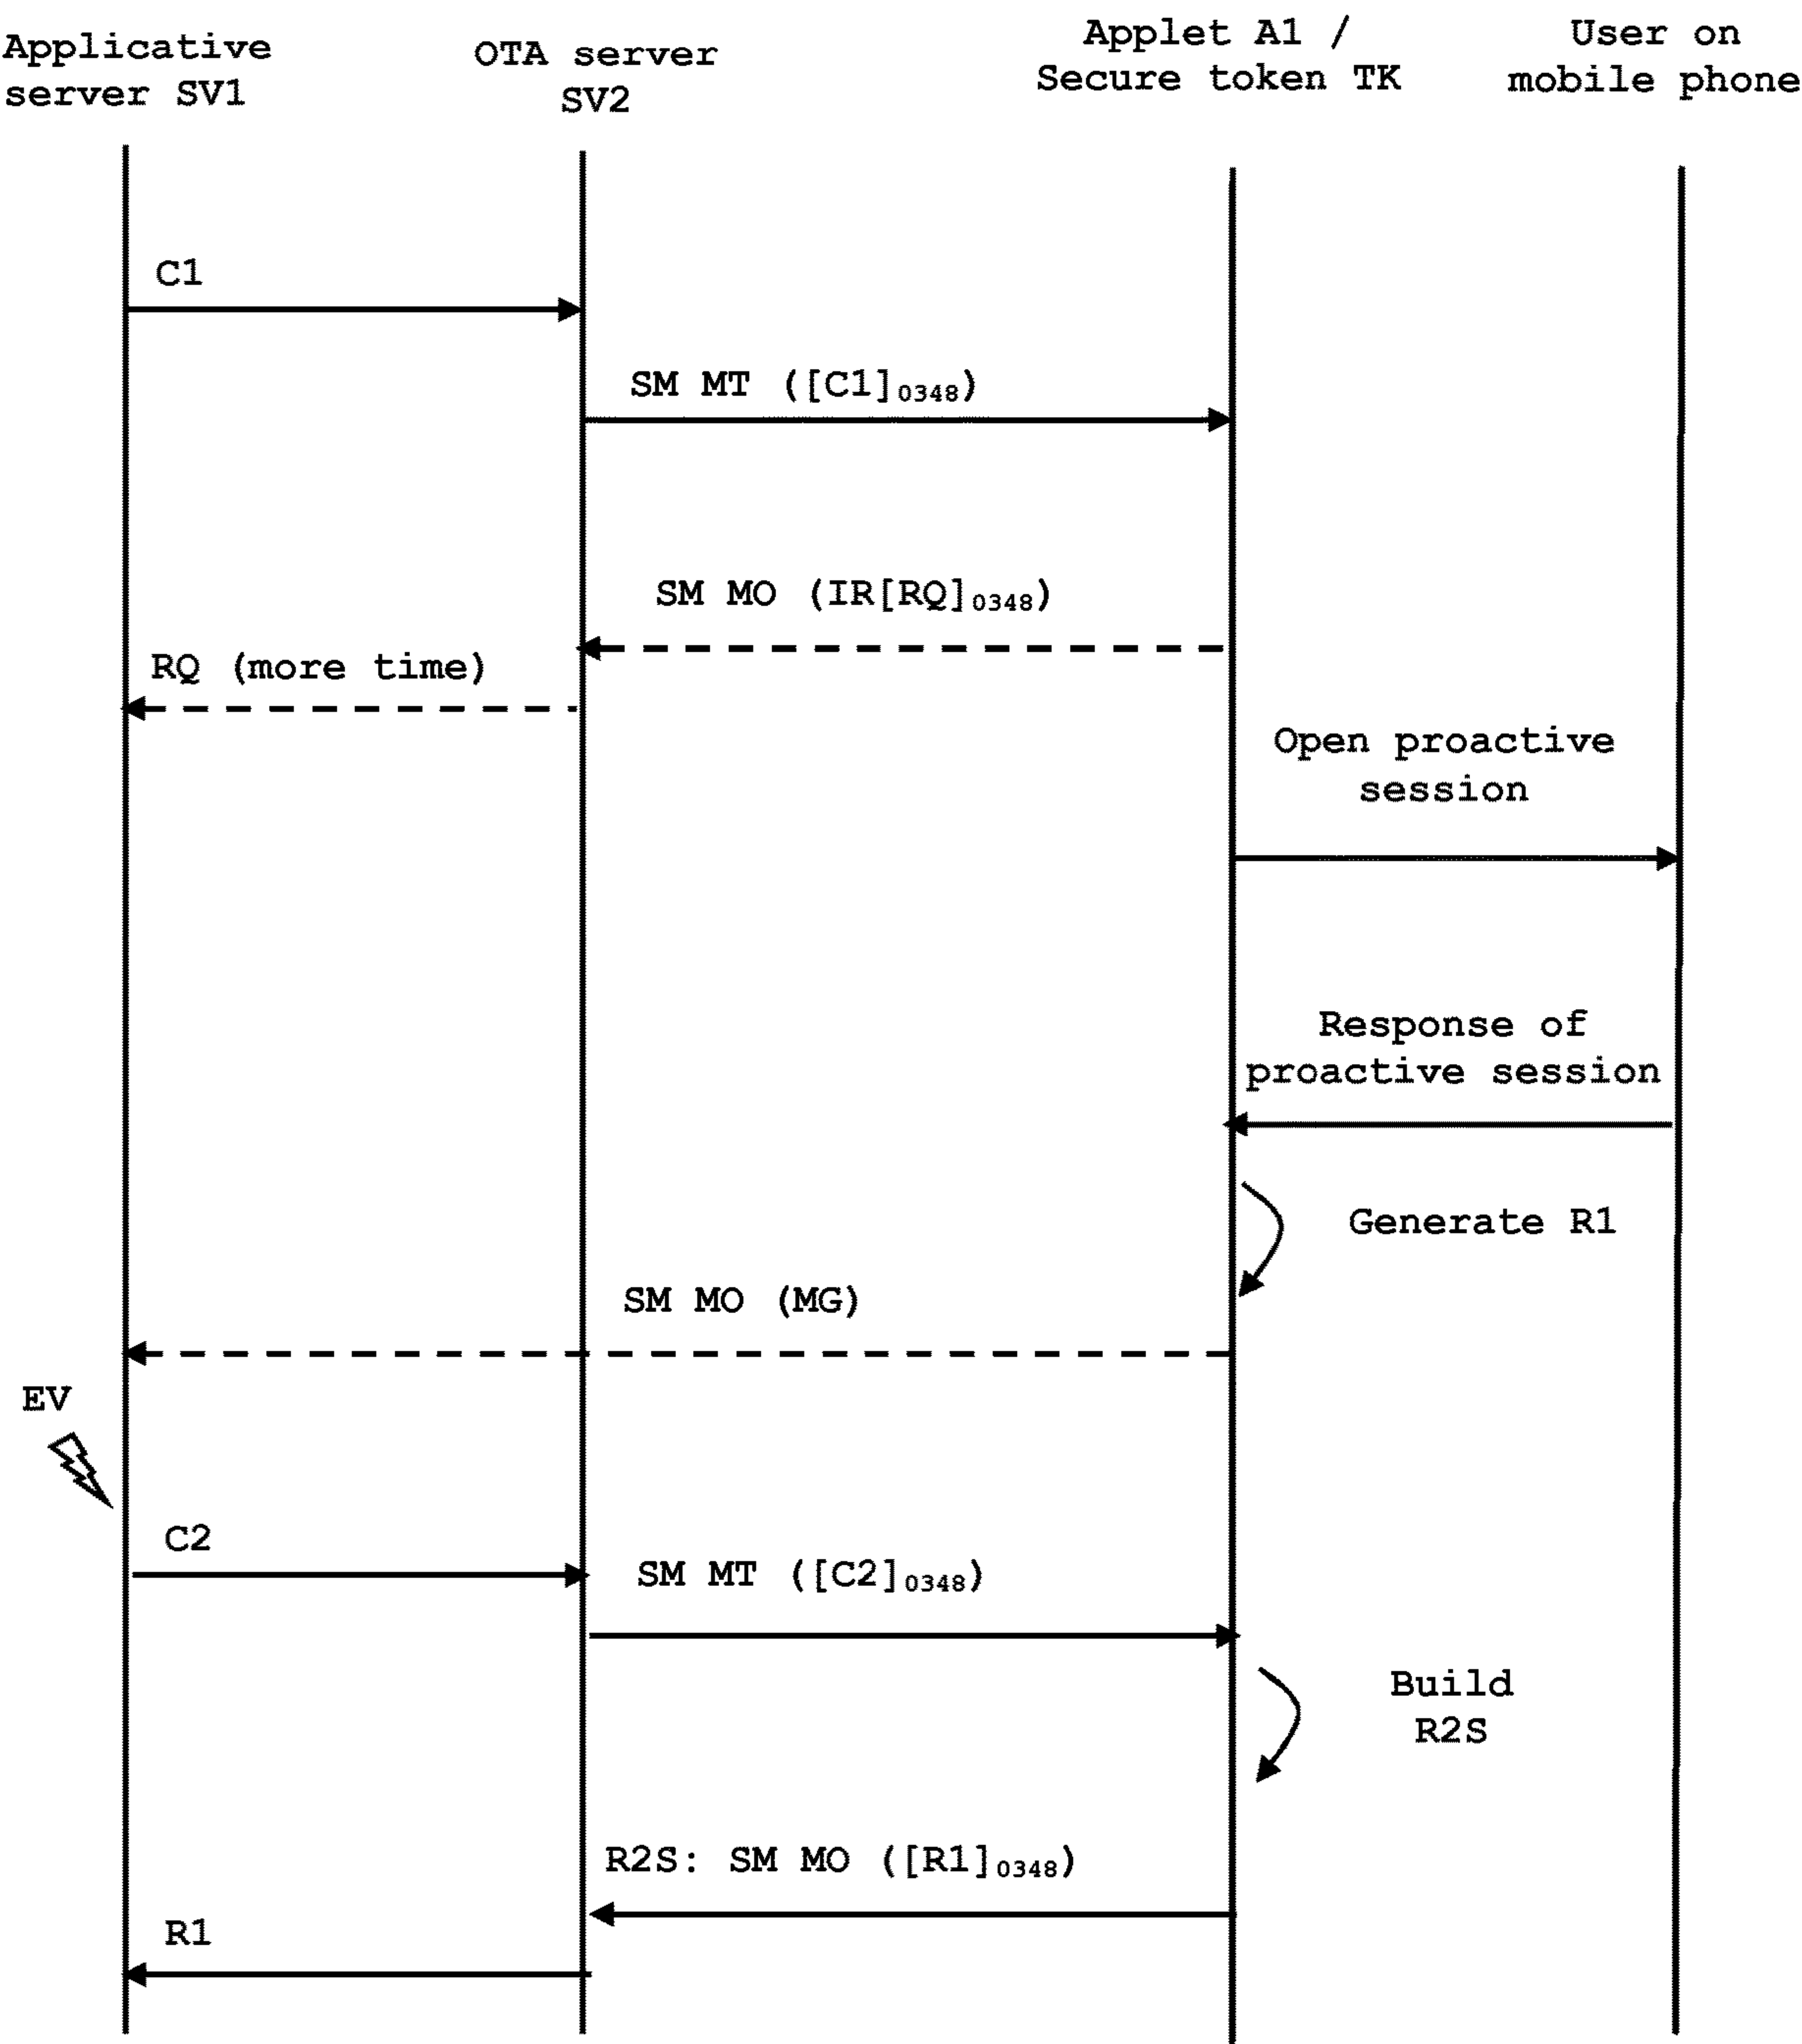 Applicative
server SV1
OTA server
SV2
Applet A1 /
Secure token TK
User on
mobile phone
C1
SM MT ([C1]0348)
SM MO (IR[RQ]0348)
RQ (more time)
Open proactive
session
Response of
proactive session
Generate R1
SM MO (MG)
EV
C2
SM MT ([C2]0348)
Build
R2S
R2S: SM MO ([R1]0348)
R1